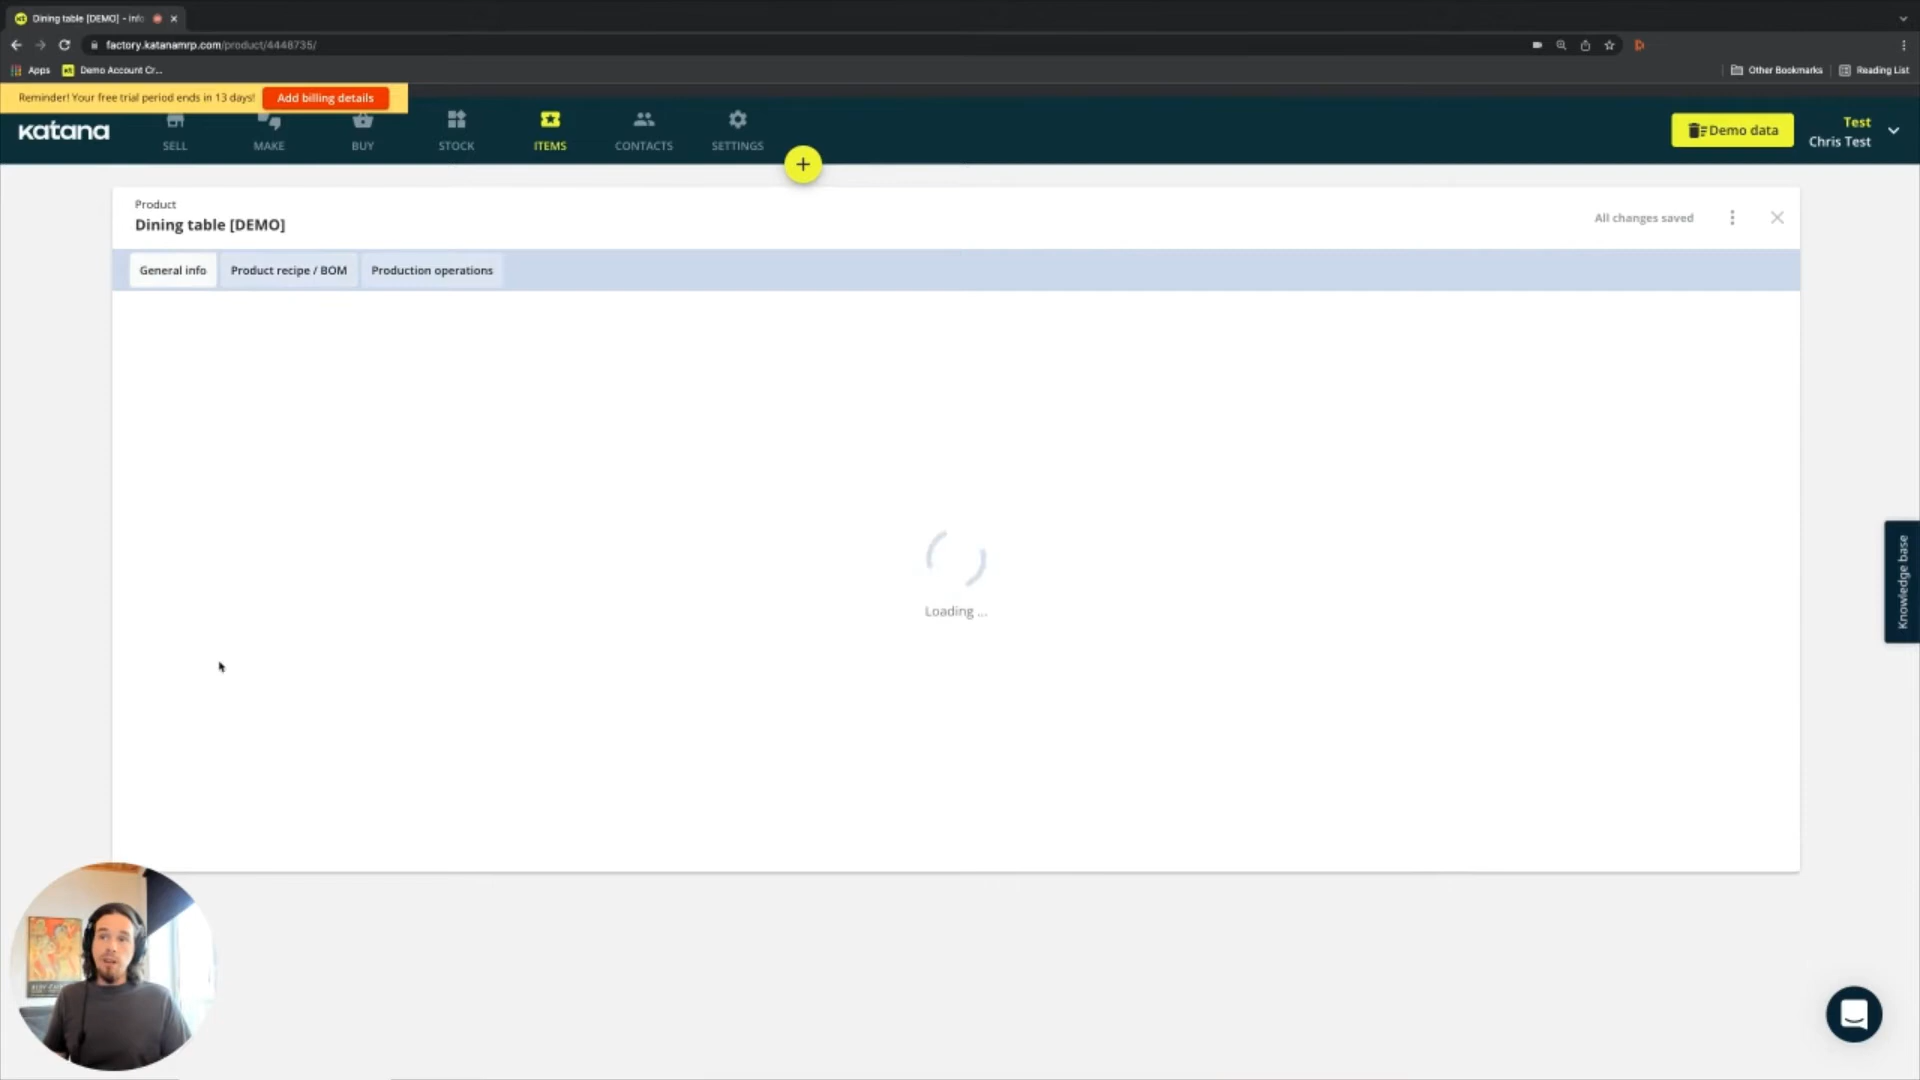 Dining table [DEMO] - info
factory.katanamrp.com/product/4448735/
Apps
Demo Account Cr...
Other Bookmarks
Reading List
Reminder! Your free trial period ends in 13 days!
Add billing details
katana
SELL
MAKE
BUY
STOCK
ITEMS
CONTACTS
SETTINGS
+
Demo data
Test
Chris Test
Product
Dining table [DEMO]
All changes saved
General info
Product recipe / BOM
Production operations
Loading ...
Knowledge base